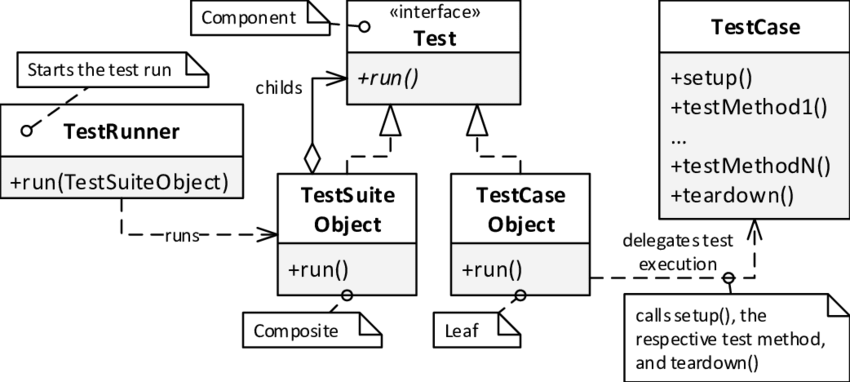 Component
«interface»
Test
+run()
TestCase
+setup()
+testMethod1()
...
+testMethodN()
+teardown()
Starts the test run
childs
TestRunner
+run(TestSuiteObject)
TestSuite
Object
+run()
TestCase
Object
+run()
runs
delegates test
execution
Composite
Leaf
calls setup(), the
respective test method,
and teardown()